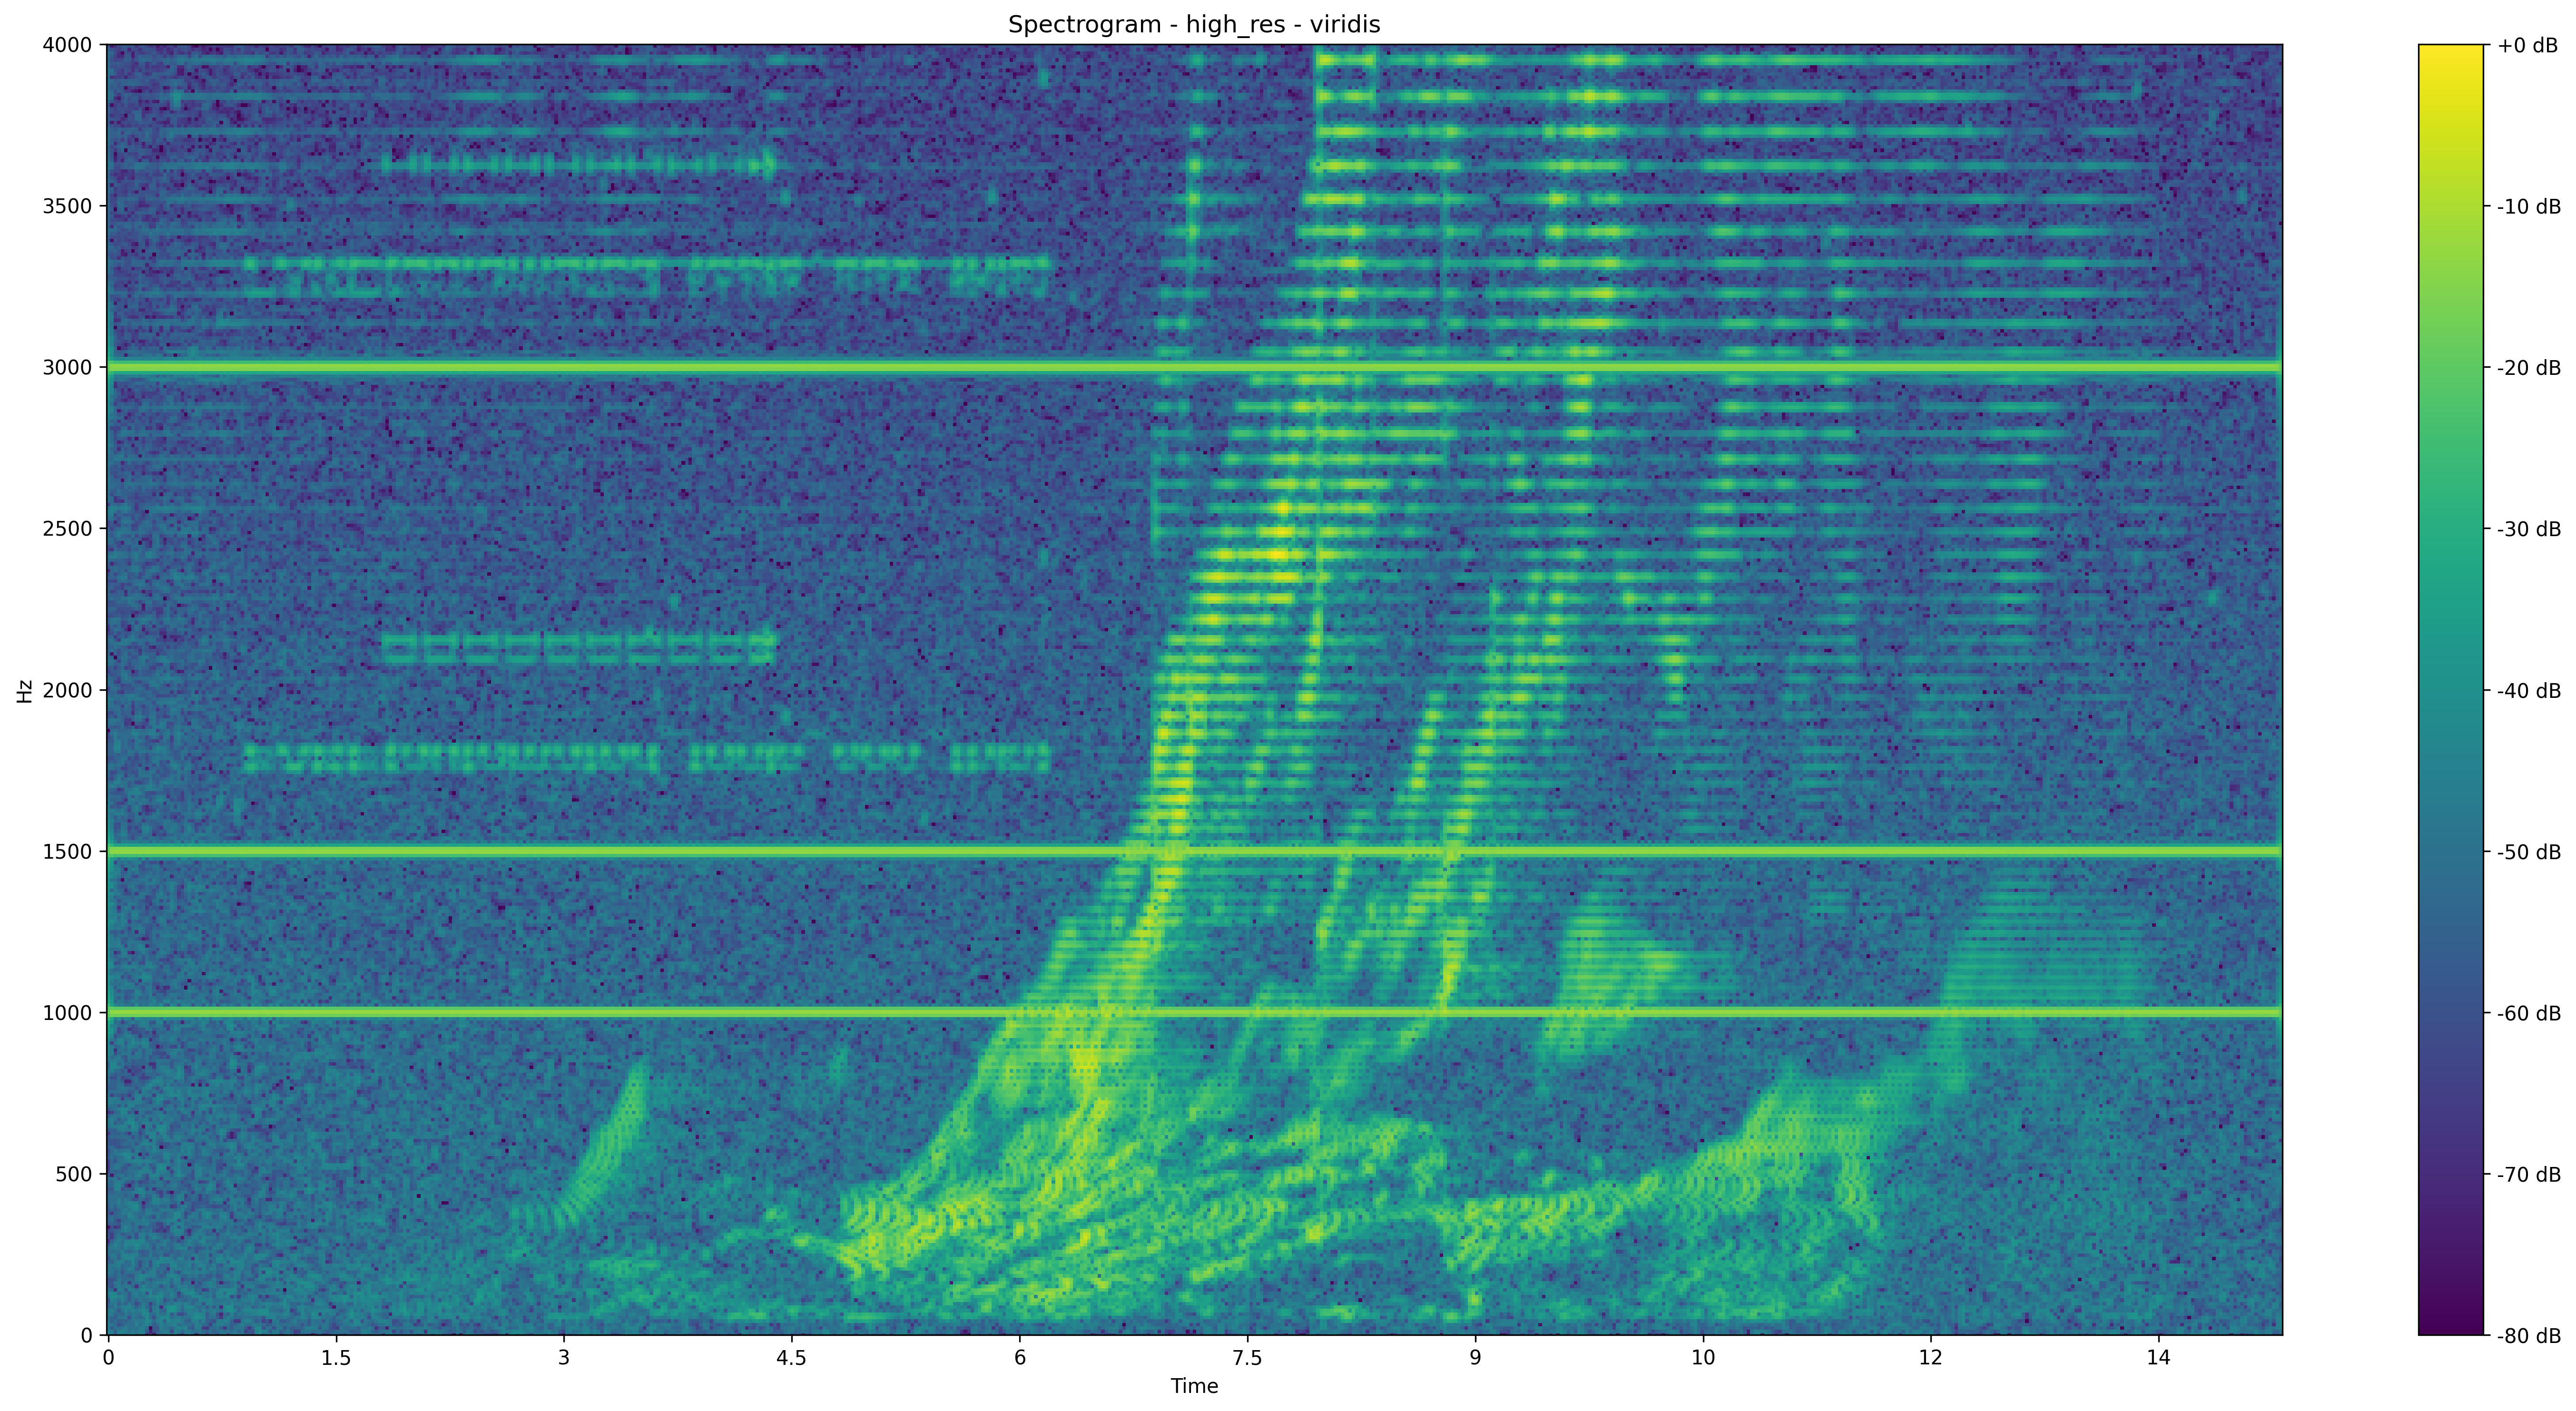 Spectrogram - high_res - viridis
4000
3500
3000
2500
2000
1500
1000
500
0
Hz
0 1.5 3 4.5 6 7.5 9 10 12 14
Time
+0 dB
-10 dB
-20 dB
-30 dB
-40 dB
-50 dB
-60 dB
-70 dB
-80 dB